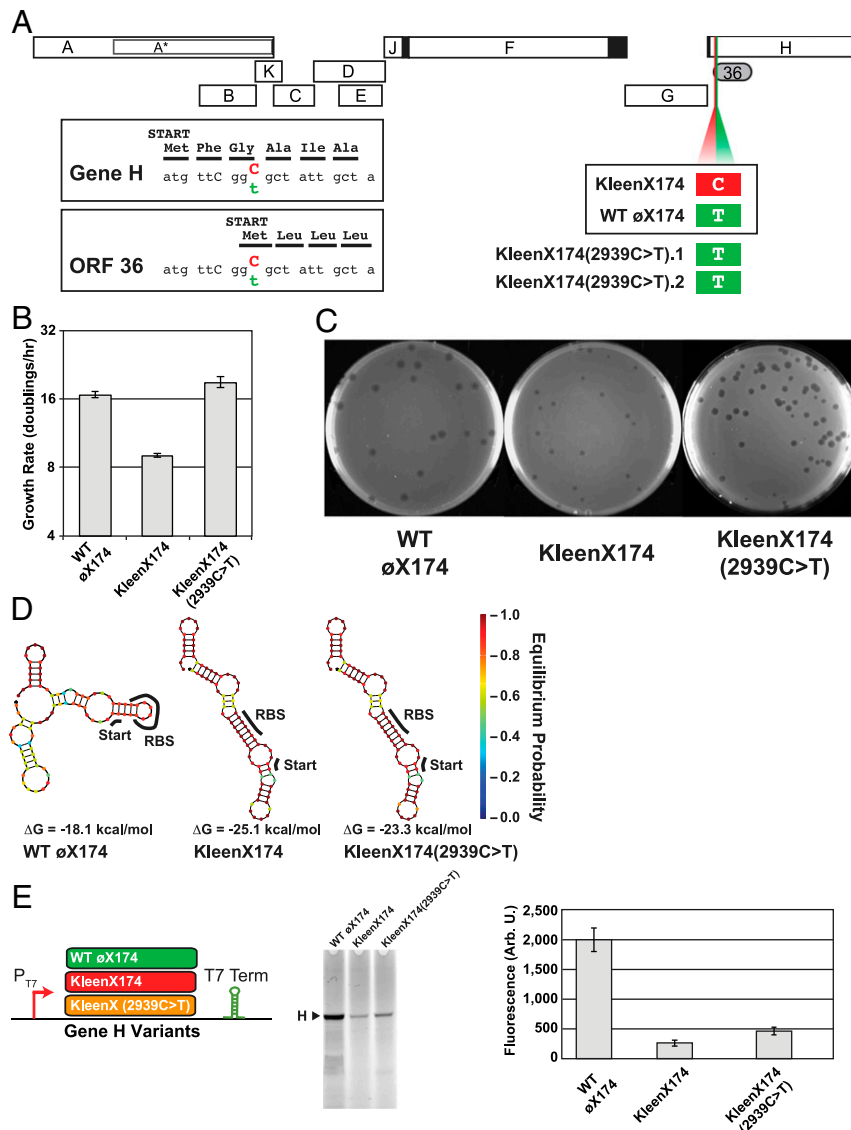 A
A A* J F H
K D 36
B C E G
START
Met Phe Gly Ala Ile Ala
Gene H
C
atg ttC gg gct att gct a
t
START
Met Leu Leu Leu
ORF 36
C
atg ttC gg gct att gct a
t
KleenX174 C
WT øX174 T
KleenX174(2939C>T).1 T
KleenX174(2939C>T).2 T
B
Growth Rate (doublings/hr)
32
16
8
4
WT øX174
KleenX174
KleenX174 (2939C>T)
C
WT
øX174
KleenX174
KleenX174
(2939C>T)
D
Start
RBS
RBS
Start
RBS
Start
1.0
0.8
0.6
0.4
0.2
0.0
Equilibrium Probability
ΔG = -18.1 kcal/mol
WT øX174
ΔG = -25.1 kcal/mol
KleenX174
ΔG = -23.3 kcal/mol
KleenX174(2939C>T)
E
PT7
WT øX174
KleenX174
KleenX (2939C>T)
Gene H Variants
T7 Term
WT øX174
KleenX174
KleenX174(2939C>T)
H
Fluorescence (Arb. U.)
2,500
2,000
1,500
1,000
500
0
WT øX174
KleenX174
KleenX174 (2939C>T)